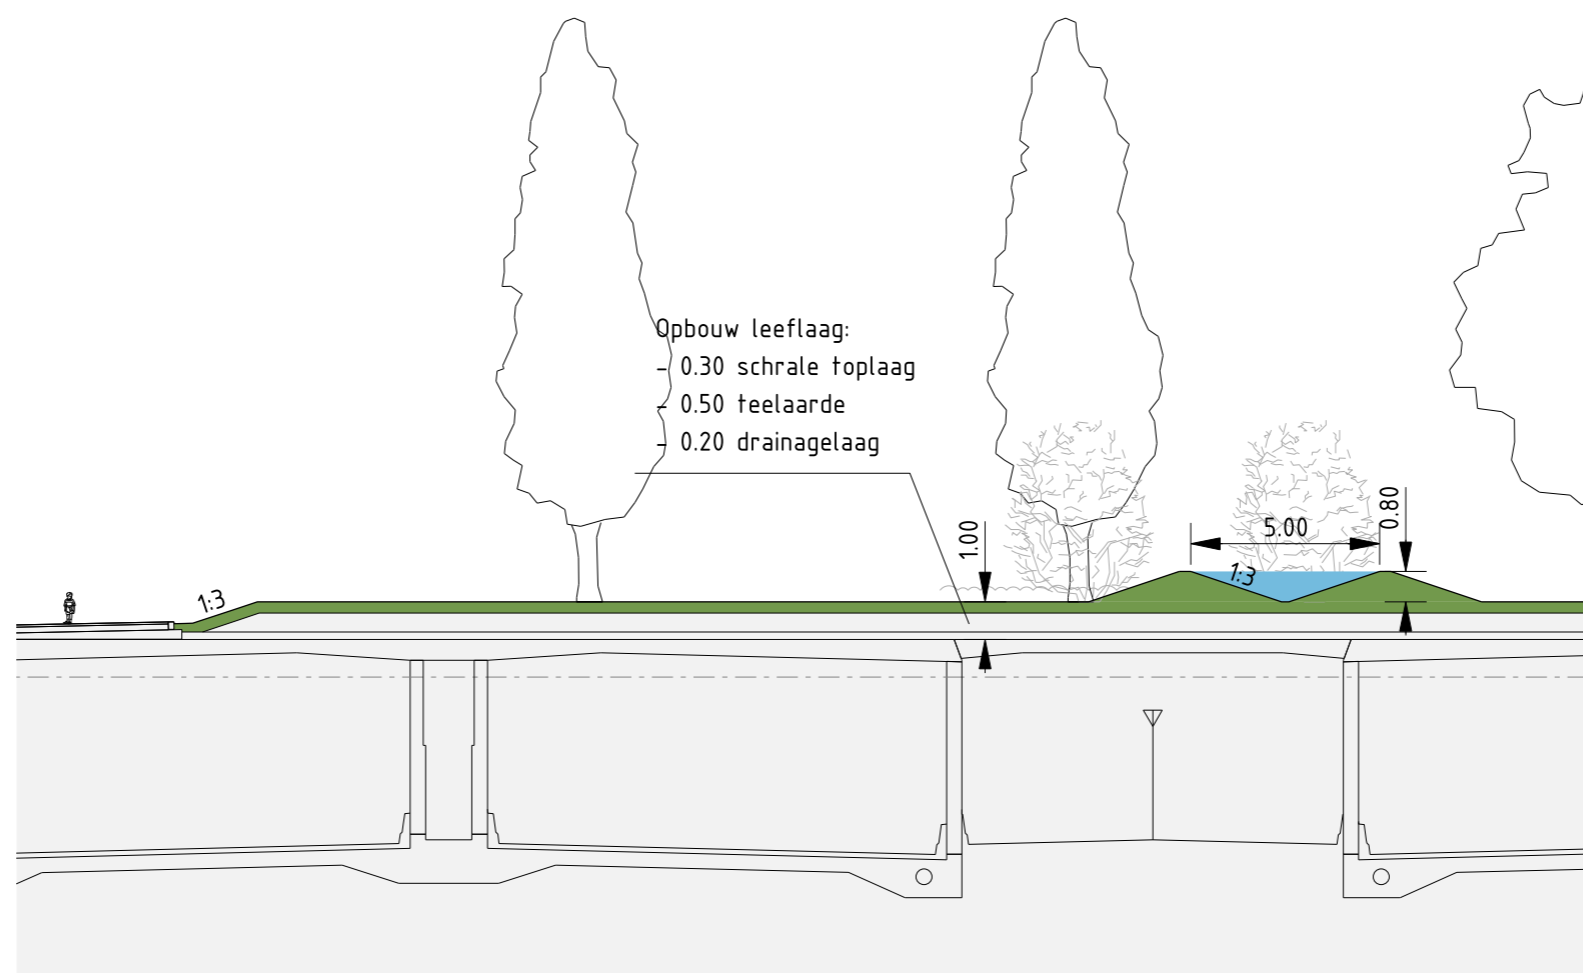 Opbouw leeflaag:
- 0.30 schrale toplaag
- 0.50 teelaarde
- 0.20 drainagelaag
1.00
5.00
0.80
1:3
1:3